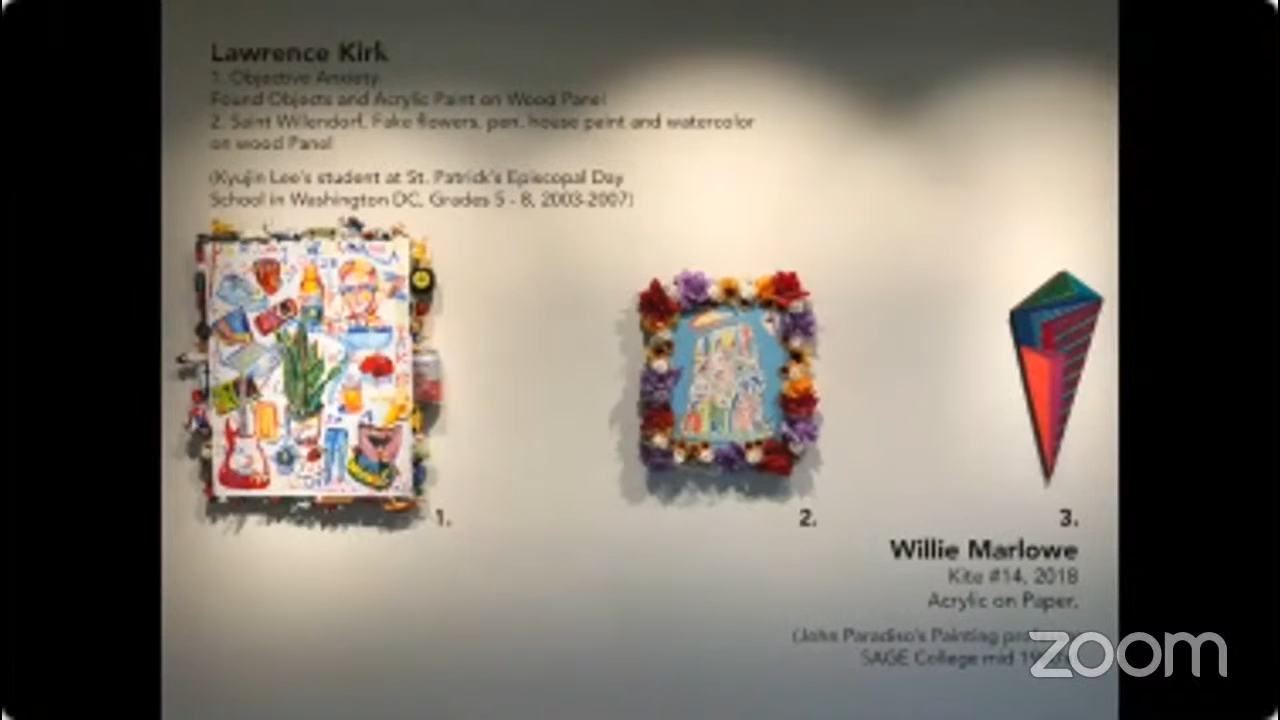 Lawrence Kirk
1. Objective Anxiety.
Found Objects and Acrylic Paint on Wood Panel
2. Saint Willendorf. Fake flowers, pen, house paint and watercolor
on wood Panel
(Kyujin Lee's student at St. Patrick's Episcopal Day
School in Washington DC, Grades 5 - 8, 2003-2007)
1.
2.
3.
Willie Marlowe
Kite #14, 2018
Acrylic on Paper.
(John Paradiso's Painting
SAGE College mid
zoom